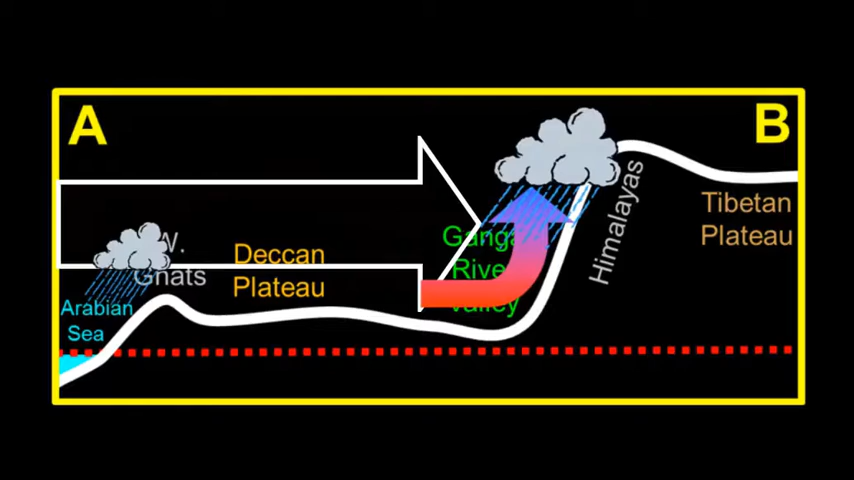 A
B
W.
Ghats
Deccan
Plateau
Arabian
Sea
Ganga
River
Valley
Himalayas
Tibetan
Plateau